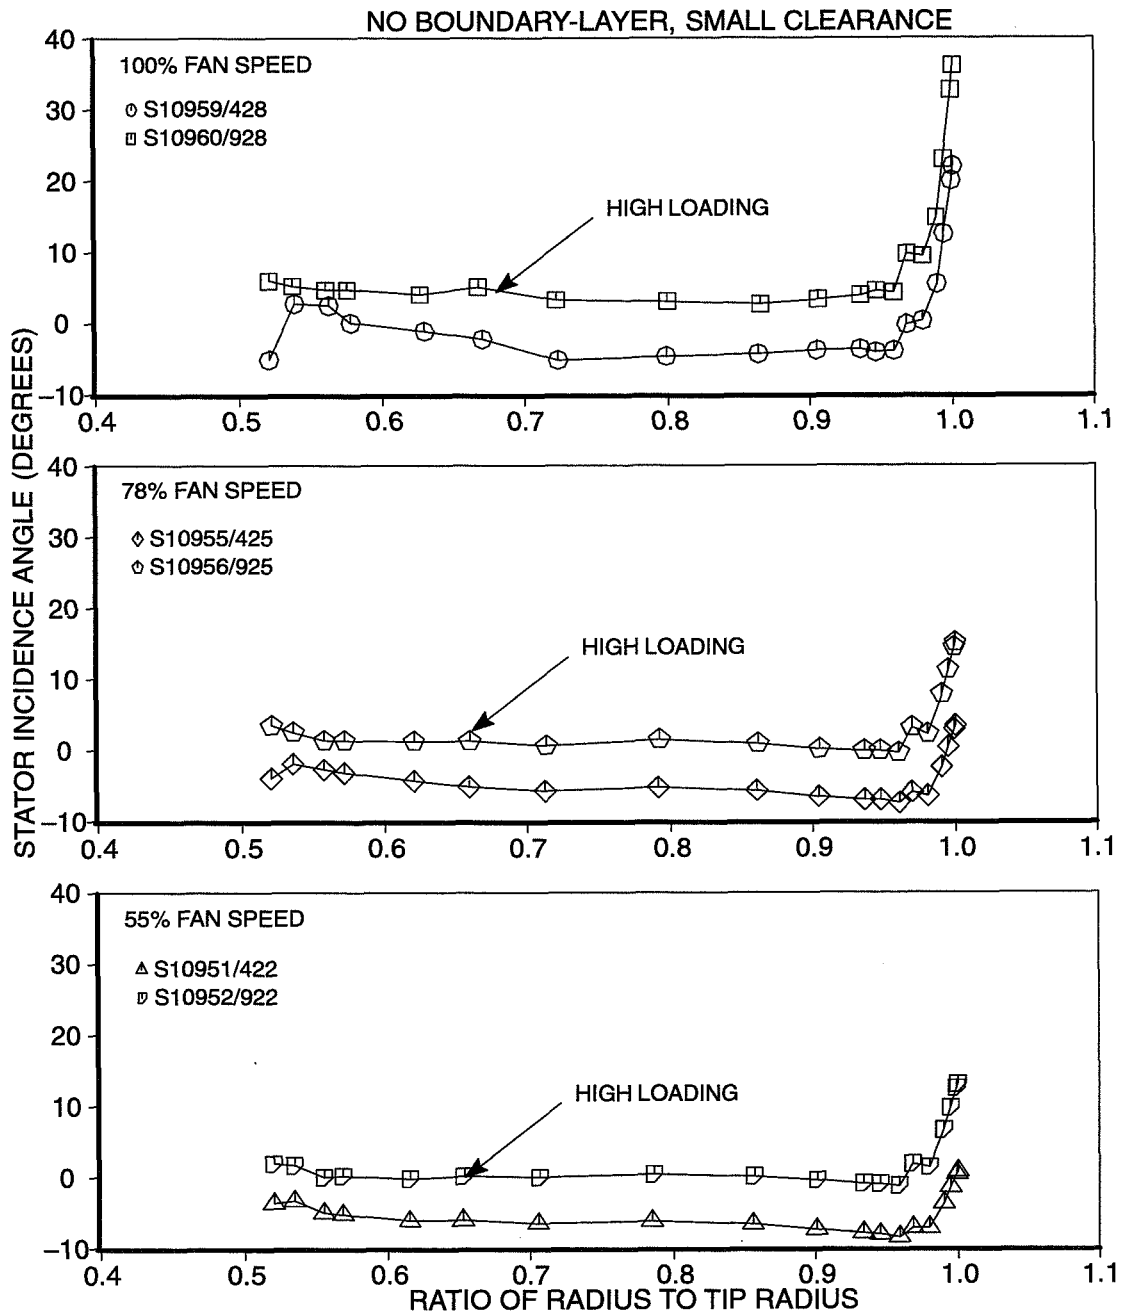 NO BOUNDARY-LAYER, SMALL CLEARANCE
40
100% FAN SPEED
S10959/428
30
S10960/928
20
HIGH LOADING
10
0
−10
0.4 0.5 0.6 0.7 0.8 0.9 1.0 1.1
STATOR INCIDENCE ANGLE (DEGREES)
40
78% FAN SPEED
30
S10955/425
S10956/925
20
HIGH LOADING
10
0
−10
0.4 0.5 0.6 0.7 0.8 0.9 1.0 1.1
40
55% FAN SPEED
30
S10951/422
S10952/922
20
HIGH LOADING
10
0
−10
0.4 0.5 0.6 0.7 0.8 0.9 1.0 1.1
RATIO OF RADIUS TO TIP RADIUS